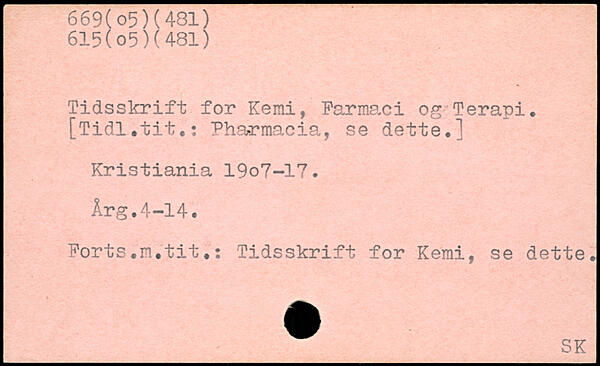 669(o5)(481)
615(o5)(481)
Tidsskrift for Kemi, Farmaci og Terapi.
[Tidl.tit.: Pharmacia, se dette.]
Kristiania 19o7-17.
Årg.4-14.
Forts.m.tit.: Tidsskrift for Kemi, se dette.
SK